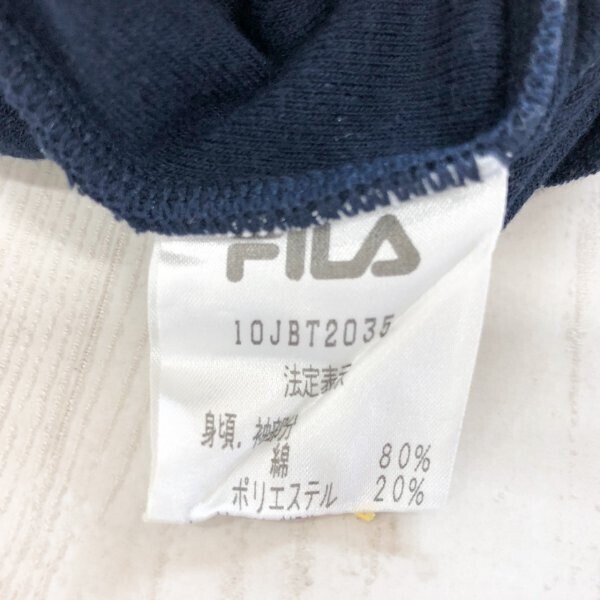 FILA
10JBT2035
法定表示
身頃.
綿 80%
ポリエステル 20%